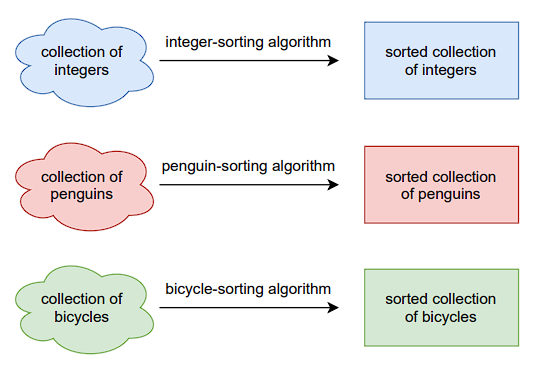 collection of
integers
integer-sorting algorithm
sorted collection
of integers
collection of
penguins
penguin-sorting algorithm
sorted collection
of penguins
collection of
bicycles
bicycle-sorting algorithm
sorted collection
of bicycles